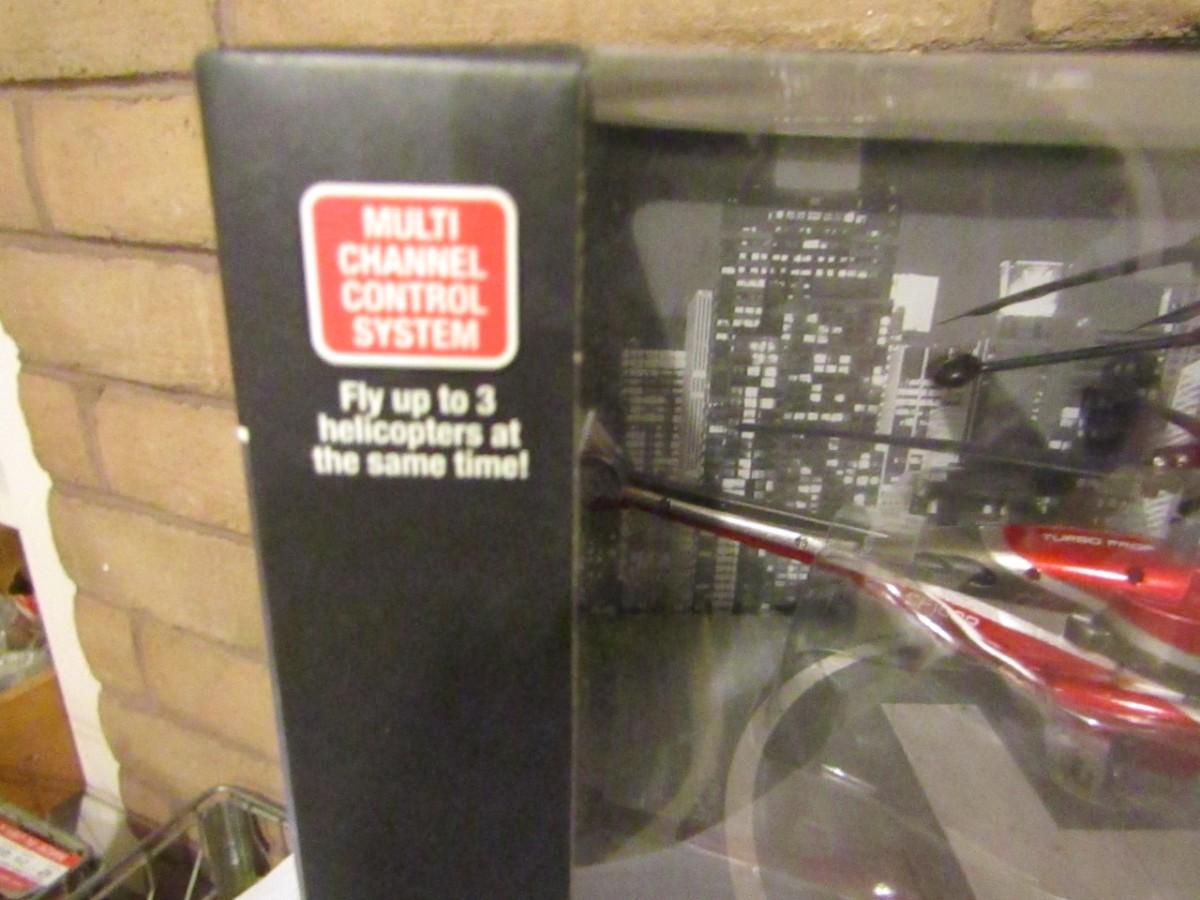 MULTI
CHANNEL
CONTROL
SYSTEM
Fly up to 3
helicopters at
the same time!
TURBO PROP